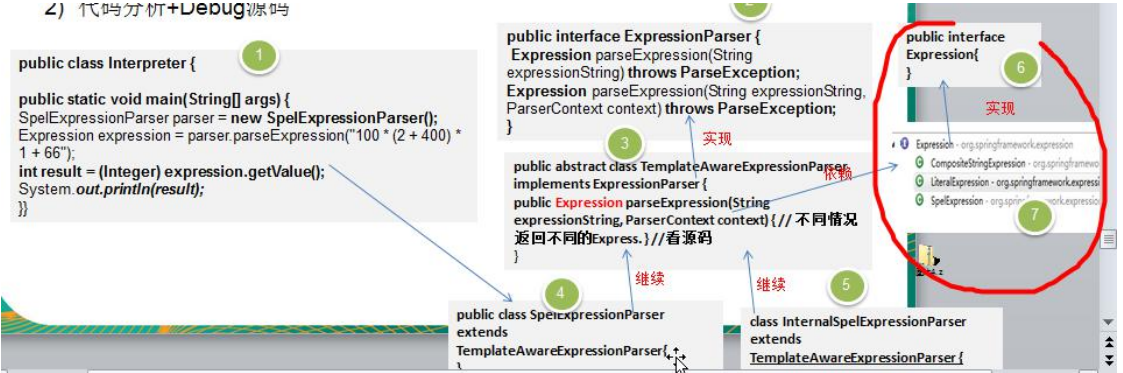 2) 代码分析+Debug源码
1
public class Interpreter {
public static void main(String[] args) {
SpelExpressionParser parser = new SpelExpressionParser();
Expression expression = parser.parseExpression("100 * (2 + 400) *
1 + 66");
int result = (Integer) expression.getValue();
System.out.println(result);
}}
2
public interface ExpressionParser {
Expression parseExpression(String
expressionString) throws ParseException;
Expression parseExpression(String expressionString,
ParserContext context) throws ParseException;
}
实现
3
public abstract class TemplateAwareExpressionParser
implements ExpressionParser {
依赖
public Expression parseExpression(String
expressionString, ParserContext context) { // 不同情况
返回不同的Express. } //看源码
}
继续
继续
4
public class SpelExpressionParser
extends
TemplateAwareExpressionParser{
}
5
class InternalSpelExpressionParser
extends
TemplateAwareExpressionParser {
public interface
Expression{
}
6
实现
Expression - org.springframework.expression
CompositeStringExpression - org.springframewo
LiteralExpression - org.springframework.expressi
SpelExpression - org.spring
7